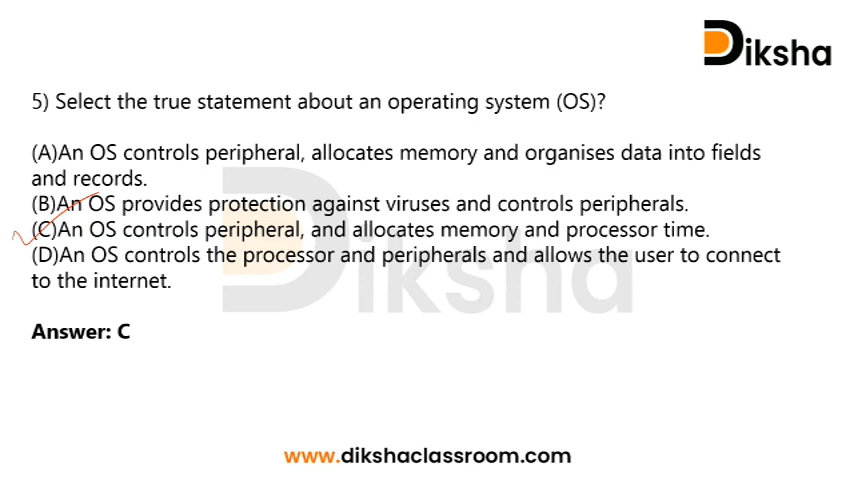 Diksha
5) Select the true statement about an operating system (OS)?
(A)An OS controls peripheral, allocates memory and organises data into fields
and records.
(B)An OS provides protection against viruses and controls peripherals.
(C)An OS controls peripheral, and allocates memory and processor time.
(D)An OS controls the processor and peripherals and allows the user to connect
to the internet.
Diksha
Answer: C
www.dikshaclassroom.com